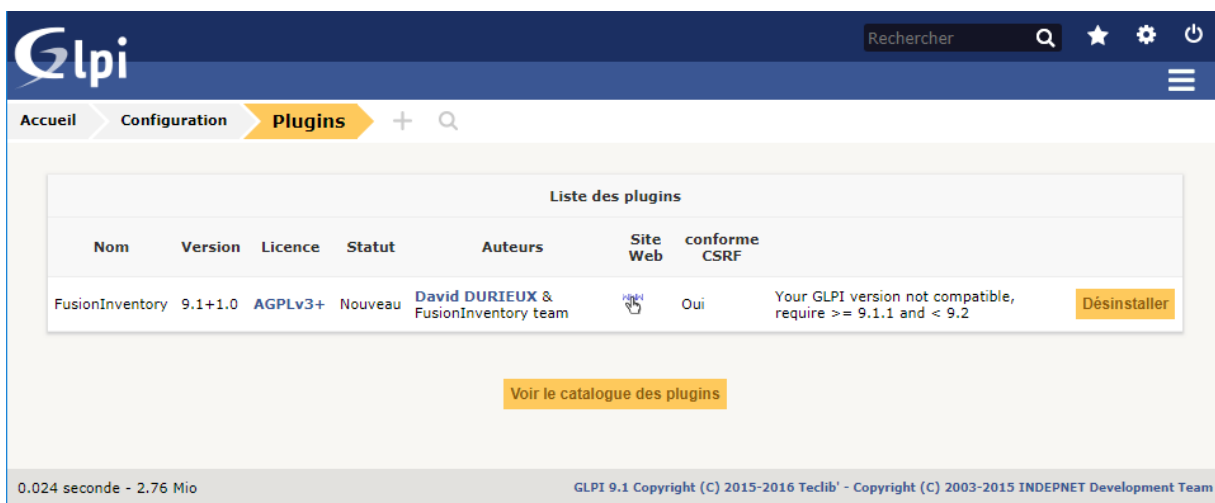 Glpi
Rechercher
Accueil Configuration Plugins
Liste des plugins
Nom Version Licence Statut Auteurs Site Web conforme CSRF
FusionInventory 9.1+1.0 AGPLv3+ Nouveau David DURIEUX & FusionInventory team Oui Your GLPI version not compatible, require >= 9.1.1 and < 9.2 Désinstaller
Voir le catalogue des plugins
0.024 seconde - 2.76 Mio GLPI 9.1 Copyright (C) 2015-2016 Teclib' - Copyright (C) 2003-2015 INDEPNET Development Team